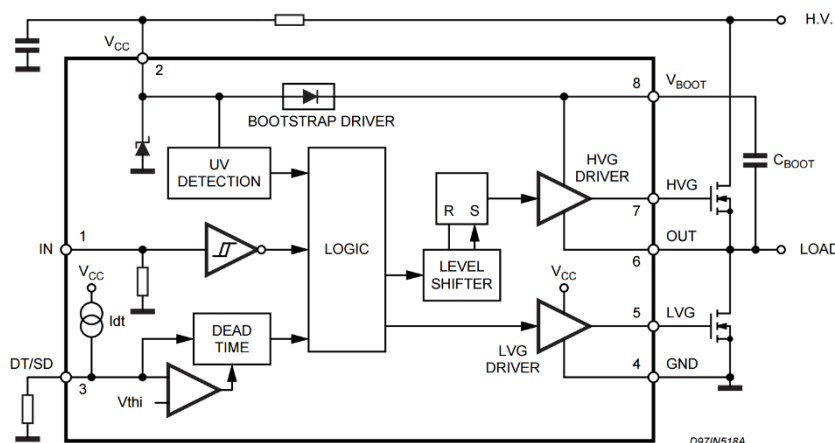 H.V.
VCC
2
8
VBOOT
BOOTSTRAP DRIVER
UV
DETECTION
HVG
DRIVER
CBOOT
R S
HVG
7
IN
1
LOGIC
OUT
6
LOAD
LEVEL
SHIFTER
VCC
VCC
Idt
DEAD
TIME
5
LVG
DT/SD
3
LVG
DRIVER
4
GND
Vthi
D97IN518A